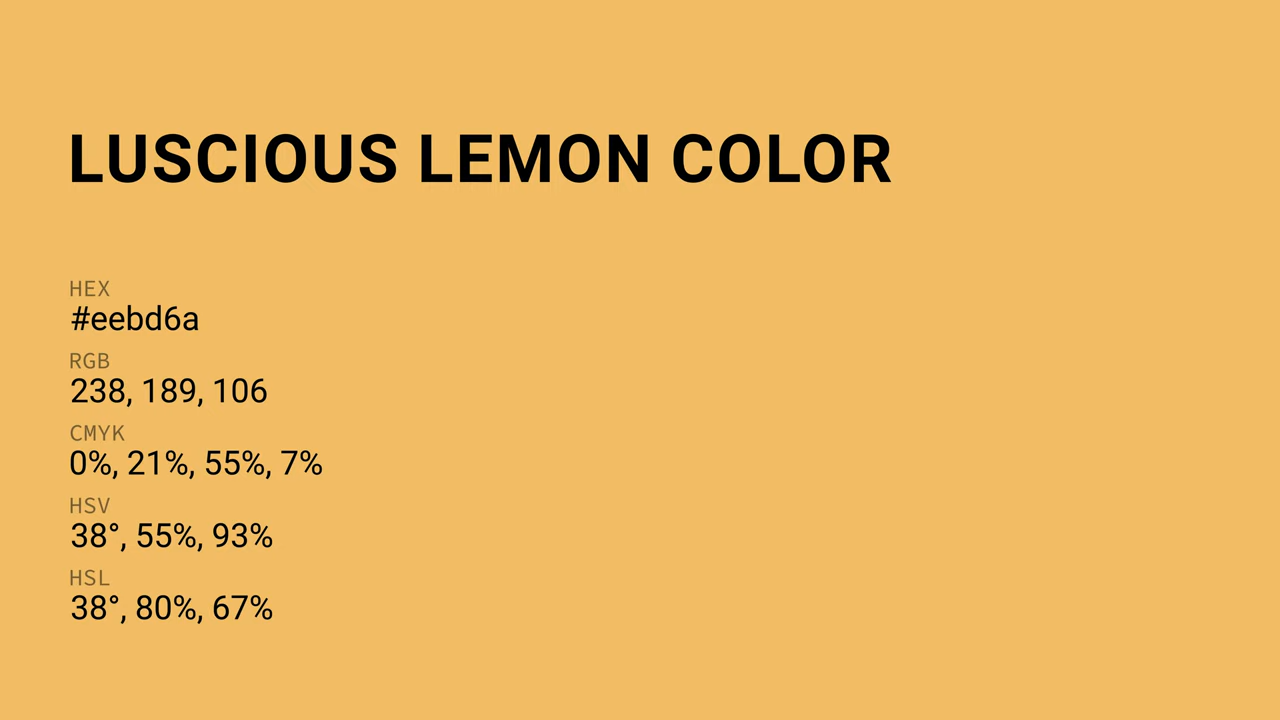 LUSCIOUS LEMON COLOR
HEX
#eebd6a
RGB
238, 189, 106
CMYK
0%, 21%, 55%, 7%
HSV
38°, 55%, 93%
HSL
38°, 80%, 67%